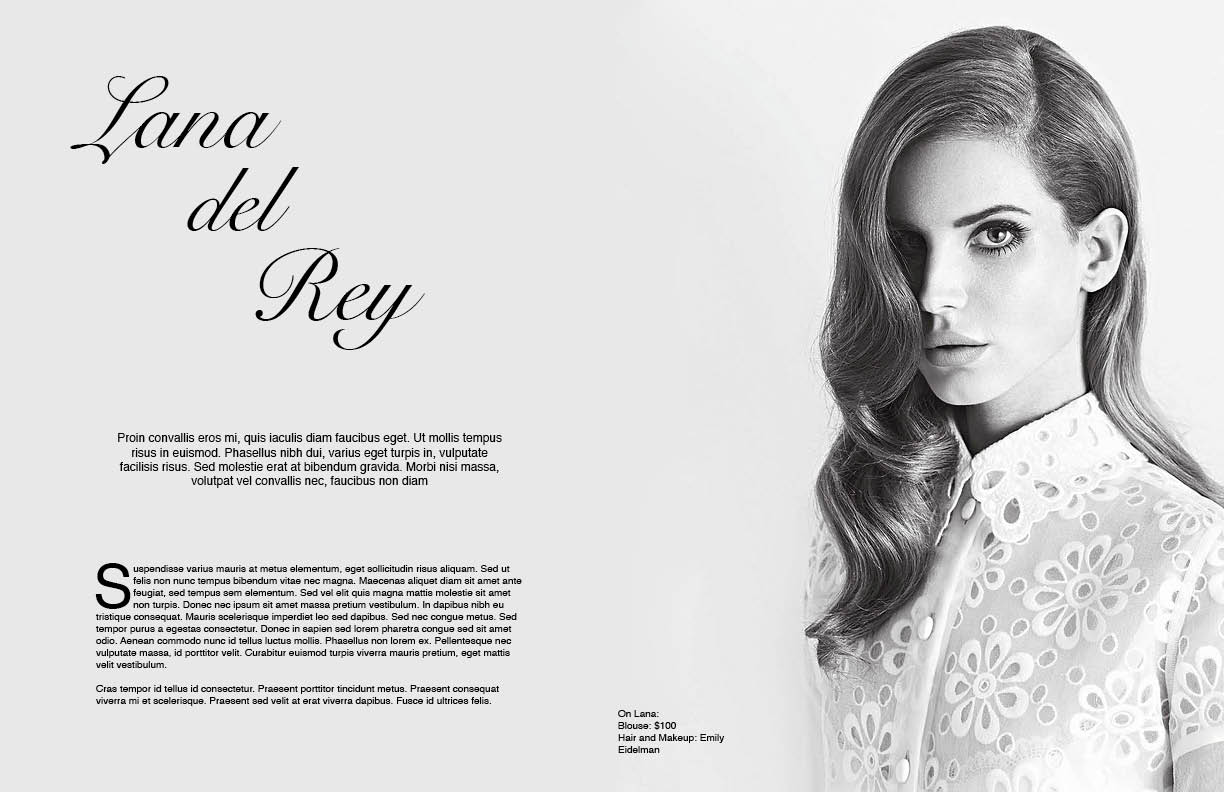 Lana
del
Rey
Proin convallis eros mi, quis iaculis diam faucibus eget. Ut mollis tempus
risus in euismod. Phasellus nibh dui, varius eget turpis in, vulputate
facilisis risus. Sed molestie erat at bibendum gravida. Morbi nisi massa,
volutpat vel convallis nec, faucibus non diam
Suspendisse varius mauris at metus elementum, eget sollicitudin risus aliquam. Sed ut
felis non nunc tempus bibendum vitae nec magna. Maecenas aliquet diam sit amet ante
feugiat, sed tempus sem elementum. Sed vel elit quis magna mattis molestie sit amet
non turpis. Donec nec ipsum sit amet massa pretium vestibulum. In dapibus nibh eu
tristique consequat. Mauris scelerisque imperdiet leo sed dapibus. Sed nec congue metus. Sed
tempor purus a egestas consectetur. Donec in sapien sed lorem pharetra congue sed sit amet
odio. Aenean commodo nunc id tellus luctus mollis. Phasellus non lorem ex. Pellentesque nec
vulputate massa, id porttitor velit. Curabitur euismod turpis viverra mauris pretium, eget mattis
velit vestibulum.
Cras tempor id tellus id consectetur. Praesent porttitor tincidunt metus. Praesent consequat
viverra mi et scelerisque. Praesent sed velit at erat viverra dapibus. Fusce id ultrices felis.
On Lana:
Blouse: $100
Hair and Makeup: Emily
Eidelman